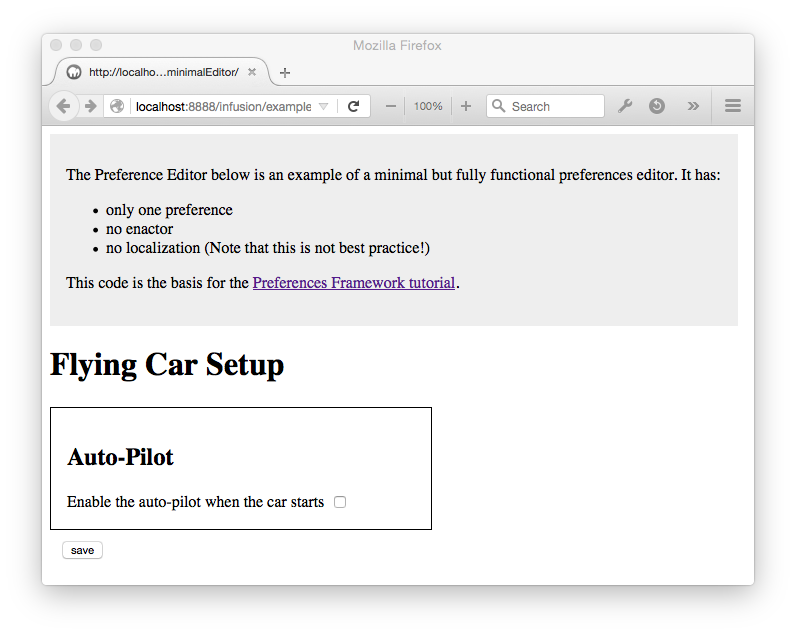 Mozilla Firefox
http://localho...minimalEditor/
localhost:8888/infusion/example
100%
Search
The Preference Editor below is an example of a minimal but fully functional preferences editor. It has:
• only one preference
• no enactor
• no localization (Note that this is not best practice!)
This code is the basis for the Preferences Framework tutorial.
Flying Car Setup
Auto-Pilot
Enable the auto-pilot when the car starts
save